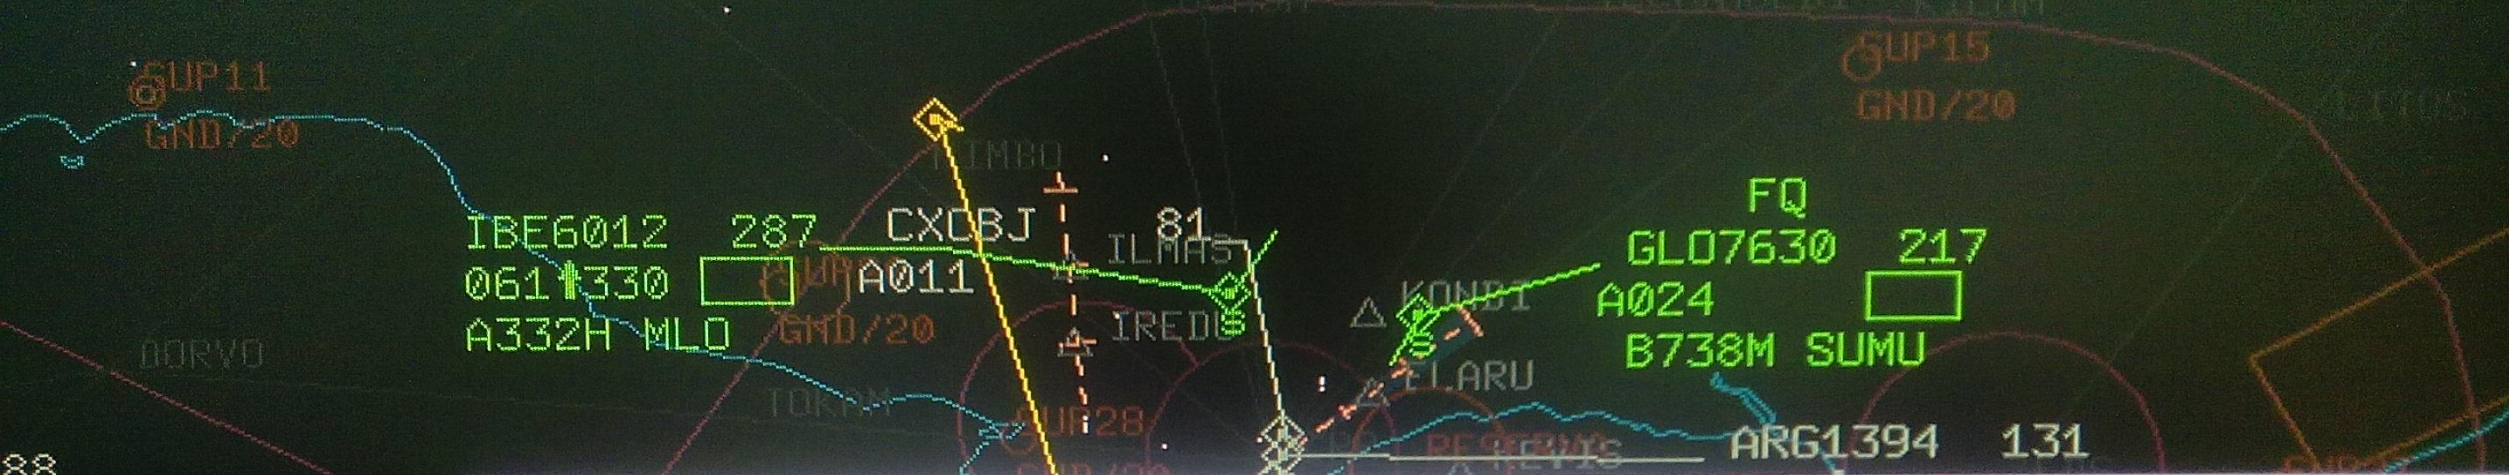 SUP11
GND/20
SUP15
GND/20
IBE6012 287
061 330
A332H MLO
CXCBJ 81
A011
ILMAS
GND/20
IREDU
KONBI
FQ
GLO7630 217
A024
B738M SUMU
DORVO
TOKAM
ELARU
SUP28
ARG1394 131
88